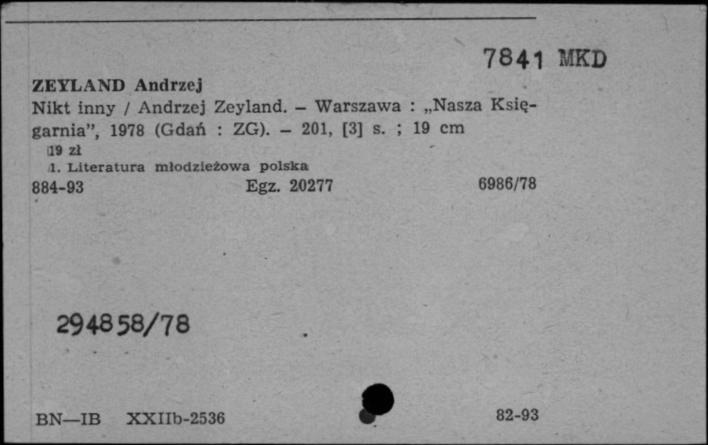 7841 MKD
ZEYLAND Andrzej
Nikt inny / Andrzej Zeyland. — Warszawa : „Nasza Księ-
garnia”, 1978 (Gdań : ZG). — 201, [3] s. ; 19 cm
19 zł
1. Literatura młodzieżowa polska
884-93 Egz. 20277 6986/78
294858/78
BN—IB XXIIb-2536 82-93